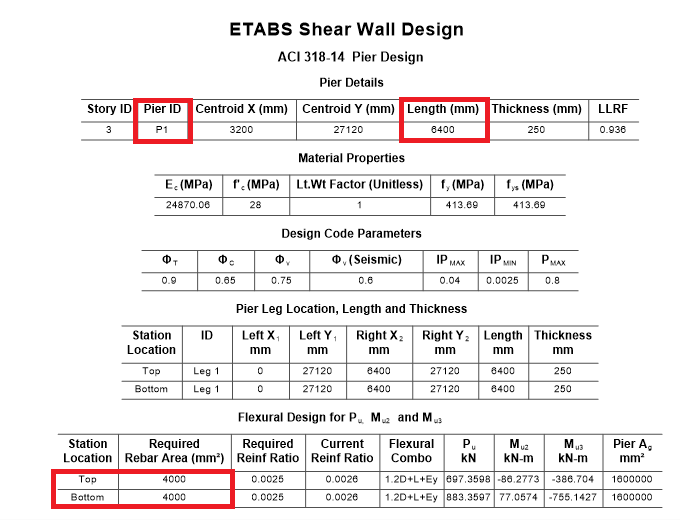 ETABS Shear Wall Design
ACI 318-14 Pier Design
Pier Details
Story ID Pier ID Centroid X (mm) Centroid Y (mm) Length (mm) Thickness (mm) LLRF
3 P1 3200 27120 6400 250 0.936
Material Properties
Ec (MPa) f'c (MPa) Lt.Wt Factor (Unitless) fy (MPa) fys (MPa)
24870.06 28 1 413.69 413.69
Design Code Parameters
ΦT ΦC Φv Φv (Seismic) IPMAX IPMIN PMAX
0.9 0.65 0.75 0.6 0.04 0.0025 0.8
Pier Leg Location, Length and Thickness
Station Location ID Left X1 mm Left Y1 mm Right X2 mm Right Y2 mm Length mm Thickness mm
Top Leg 1 0 27120 6400 27120 6400 250
Bottom Leg 1 0 27120 6400 27120 6400 250
Flexural Design for Pu, Mu2 and Mu3
Station Location Required Rebar Area (mm²) Required Reinf Ratio Current Reinf Ratio Flexural Combo Pu kN Mu2 kN-m Mu3 kN-m Pier Ag mm²
Top 4000 0.0025 0.0026 1.2D+L+Ey 697.3598 -86.2773 -386.704 1600000
Bottom 4000 0.0025 0.0026 1.2D+L+Ey 883.3597 77.0574 -755.1427 1600000